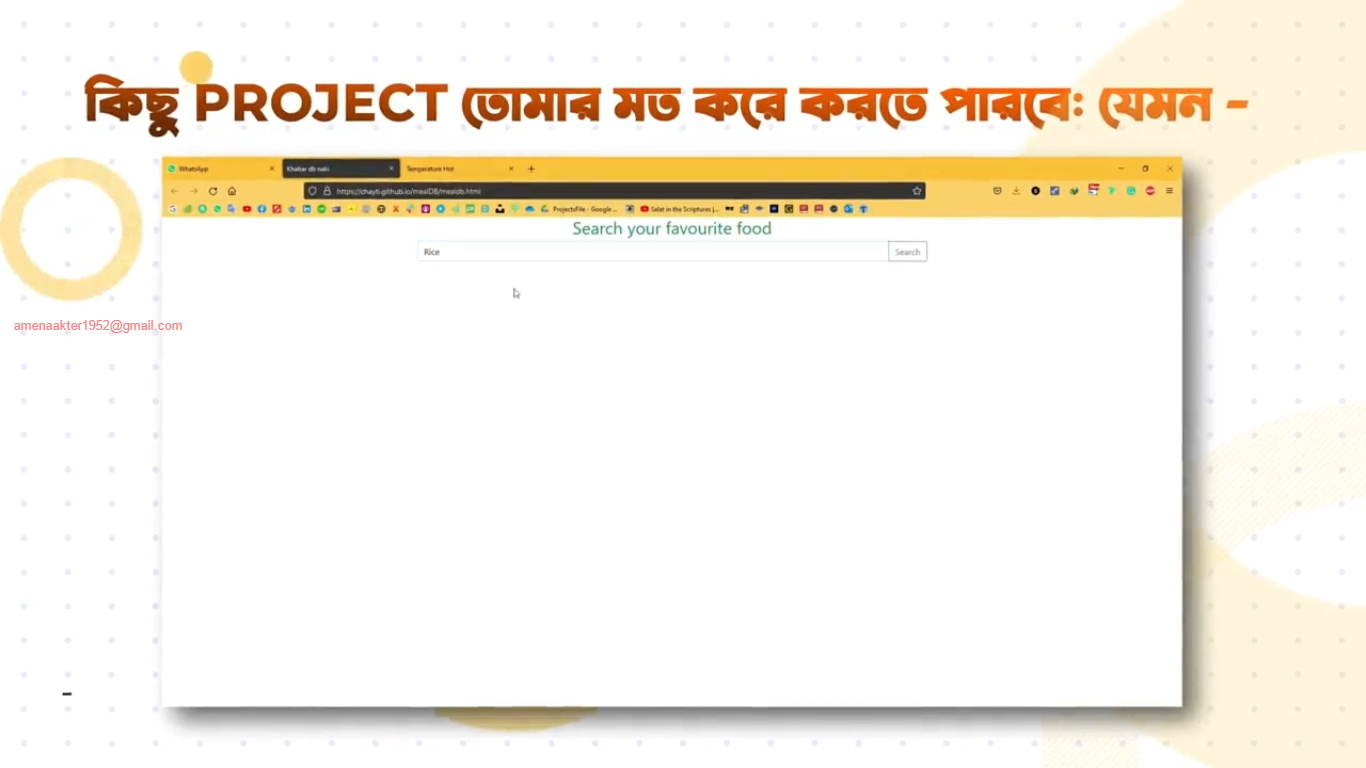 কিছু PROJECT তোমার মত করে করতে পারবেঃ যেমন -
WhatsApp
Khabar db naki
Temperature Hot
https://chayti.github.io/mealDB/mealdb.html
ProjectsFile - Google ...
Salat in the Scriptures |...
Search your favourite food
Rice
Search
amenaakter1952@gmail.com
-